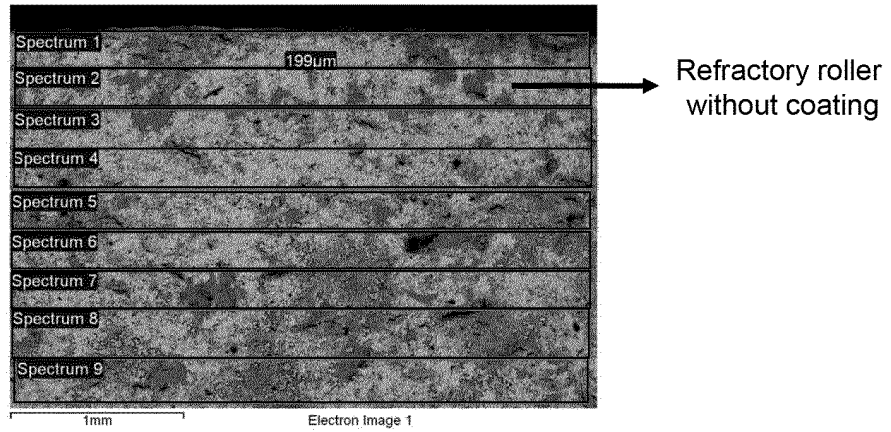 Spectrum 1
199µm
Spectrum 2
Spectrum 3
Spectrum 4
Spectrum 5
Spectrum 6
Spectrum 7
Spectrum 8
Spectrum 9
1mm
Electron Image 1
Refractory roller
without coating